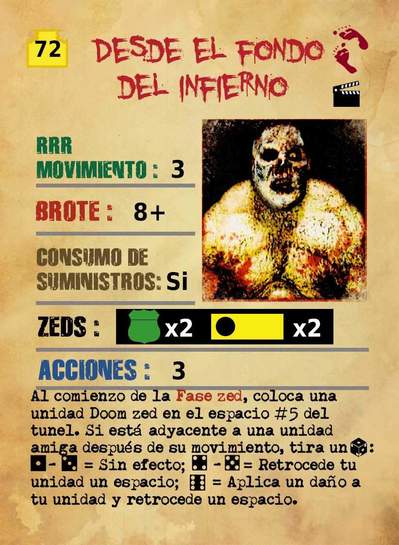 72
DESDE EL FONDO
DEL INFIERNO
RRR
MOVIMIENTO : 3
BROTE : 8+
CONSUMO DE
SUMINISTROS: Si
ZEDS : x2 x2
ACCIONES : 3
Al comienzo de la Fase zed, coloca una
unidad Doom zed en el espacio #5 del
tunel. Si está adyacente a una unidad
amiga después de su movimiento, tira un :
- = Sin efecto; - = Retrocede tu
unidad un espacio; = Aplica un daño a
tu unidad y retrocede un espacio.